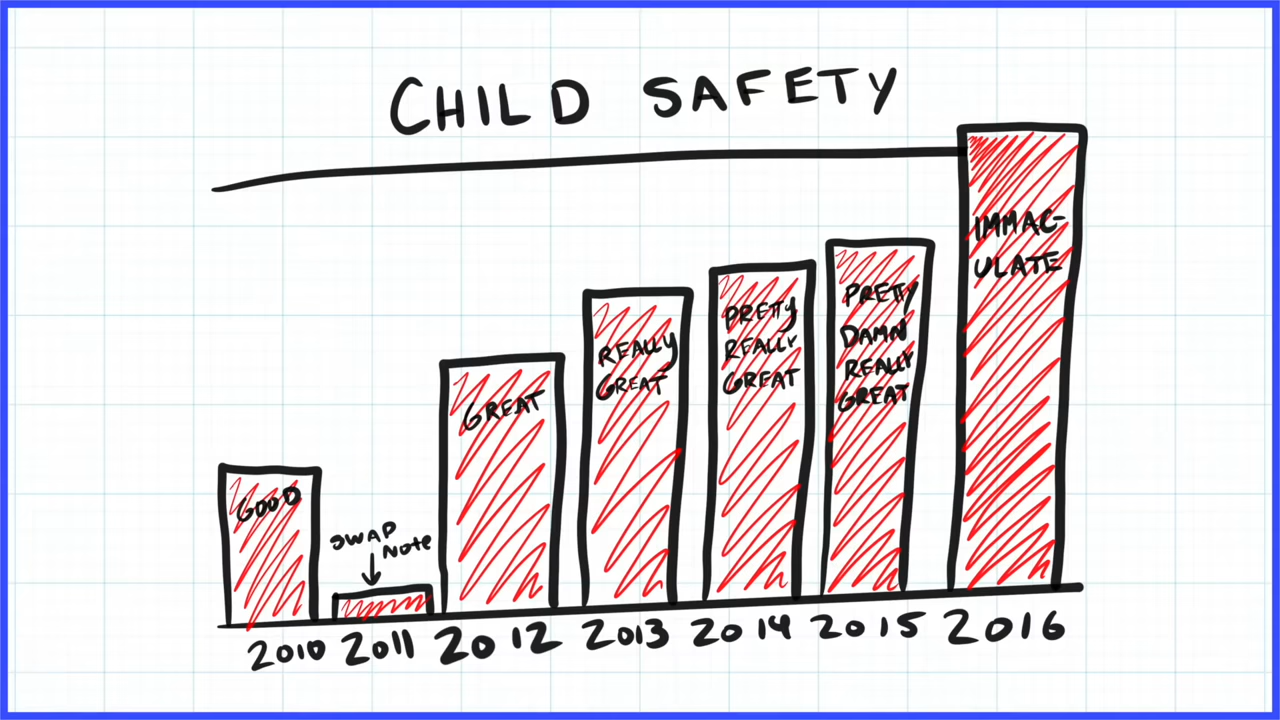 CHILD SAFETY
GOOD
SWAP
NOTE
GREAT
REALLY
GREAT
PRETTY
REALLY
GREAT
PRETTY
DAMN
REALLY
GREAT
IMMAC-
ULATE
2010 2011 2012 2013 2014 2015 2016